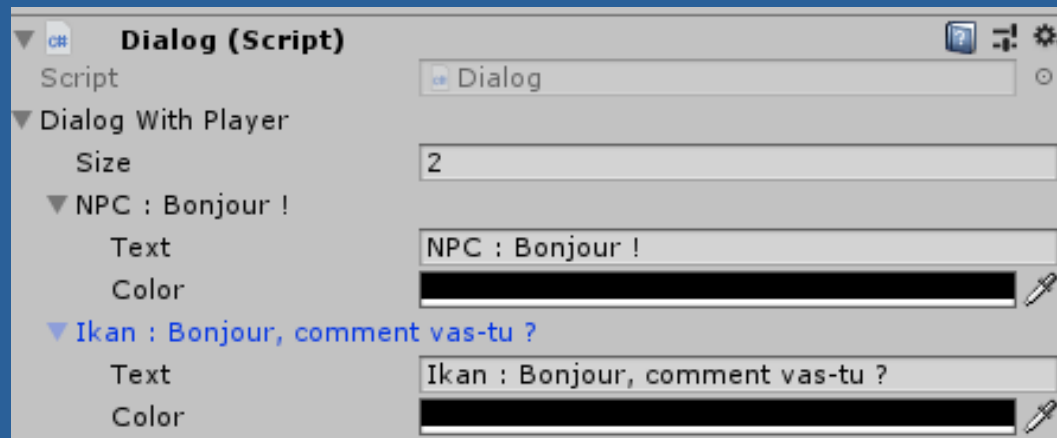 c# Dialog (Script)
Script Dialog
Dialog With Player
Size 2
NPC : Bonjour !
Text NPC : Bonjour !
Color
Ikan : Bonjour, comment vas-tu ?
Text Ikan : Bonjour, comment vas-tu ?
Color